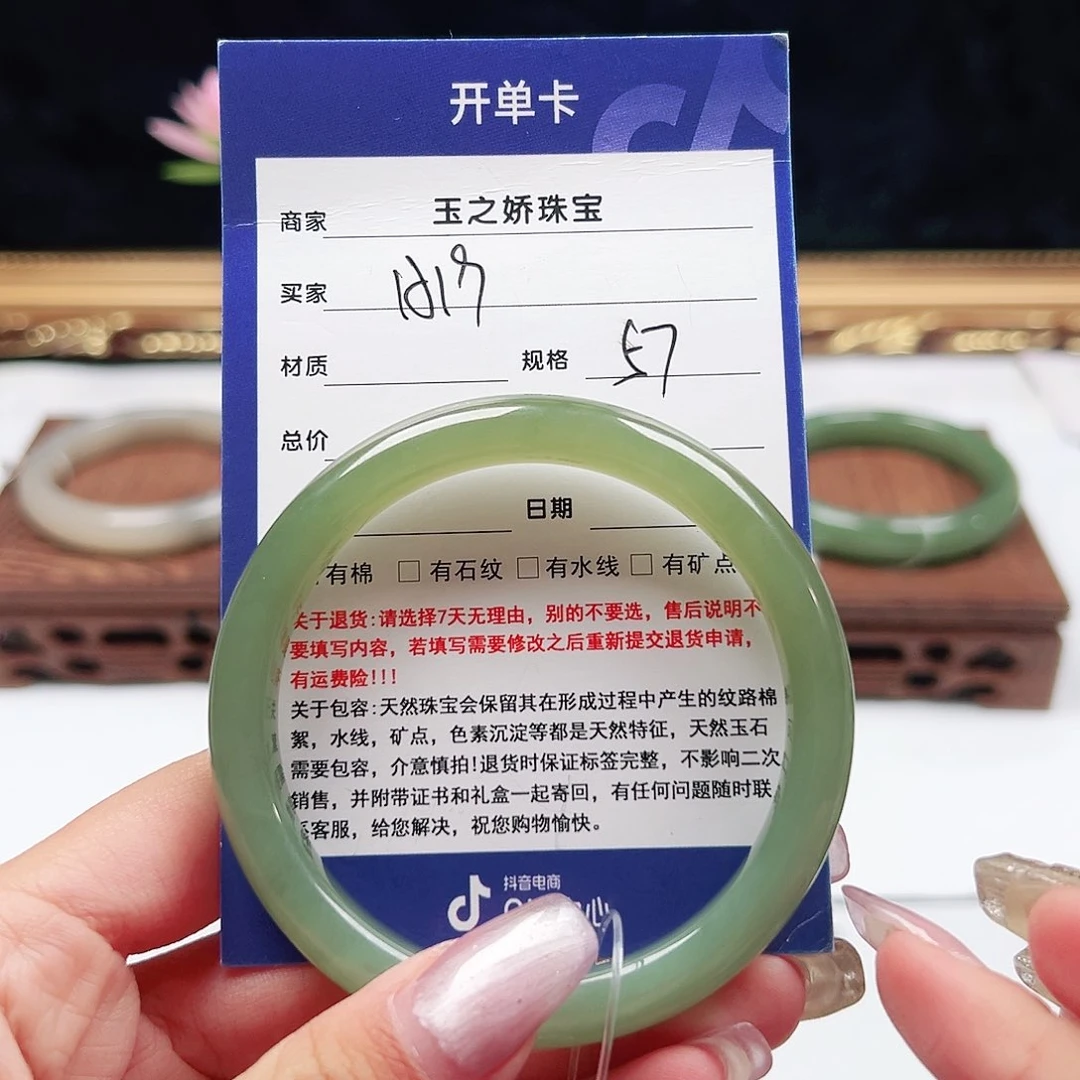 开单卡
商家 玉之娇珠宝
买家
材质 规格 57
总价
日期
有棉 □ 有石纹 □ 有水线 □ 有矿点
关于退货:请选择7天无理由，别的不要选，售后说明不
要填写内容，若填写需要修改之后重新提交退货申请，
有运费险!!!
关于包容:天然珠宝会保留其在形成过程中产生的纹路棉
絮，水线，矿点，色素沉淀等都是天然特征，天然玉石
需要包容，介意慎拍!退货时保证标签完整，不影响二次
销售，并附带证书和礼盒一起寄回，有任何问题随时联
系客服，给您解决，祝您购物愉快。
抖音电商
心